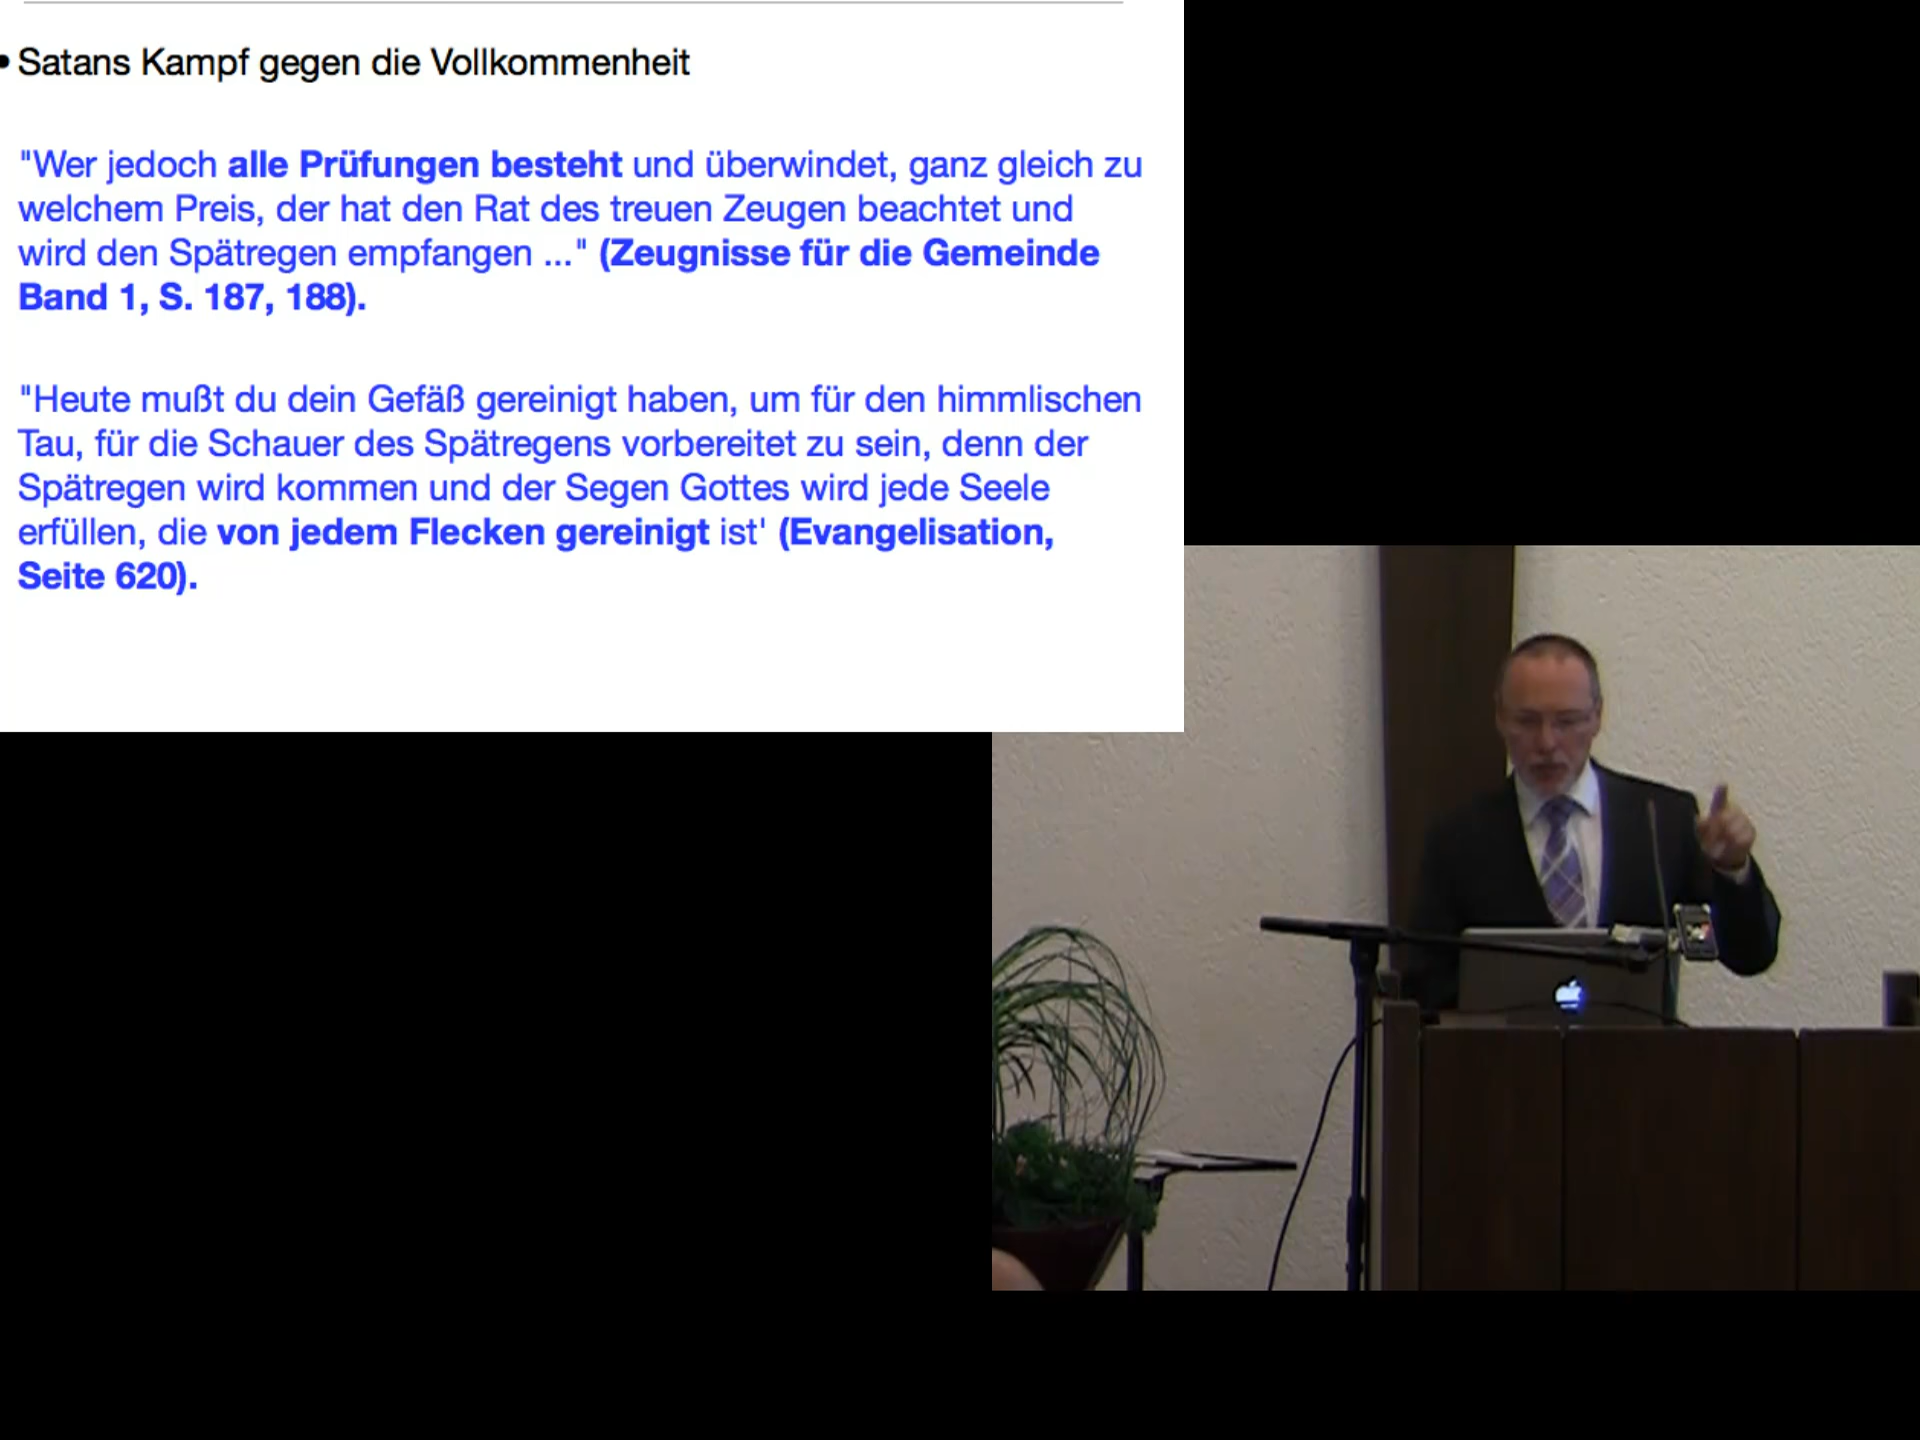 • Satans Kampf gegen die Vollkommenheit
"Wer jedoch alle Prüfungen besteht und überwindet, ganz gleich zu
welchem Preis, der hat den Rat des treuen Zeugen beachtet und
wird den Spätregen empfangen ..." (Zeugnisse für die Gemeinde
Band 1, S. 187, 188).
"Heute mußt du dein Gefäß gereinigt haben, um für den himmlischen
Tau, für die Schauer des Spätregens vorbereitet zu sein, denn der
Spätregen wird kommen und der Segen Gottes wird jede Seele
erfüllen, die von jedem Flecken gereinigt ist' (Evangelisation,
Seite 620).